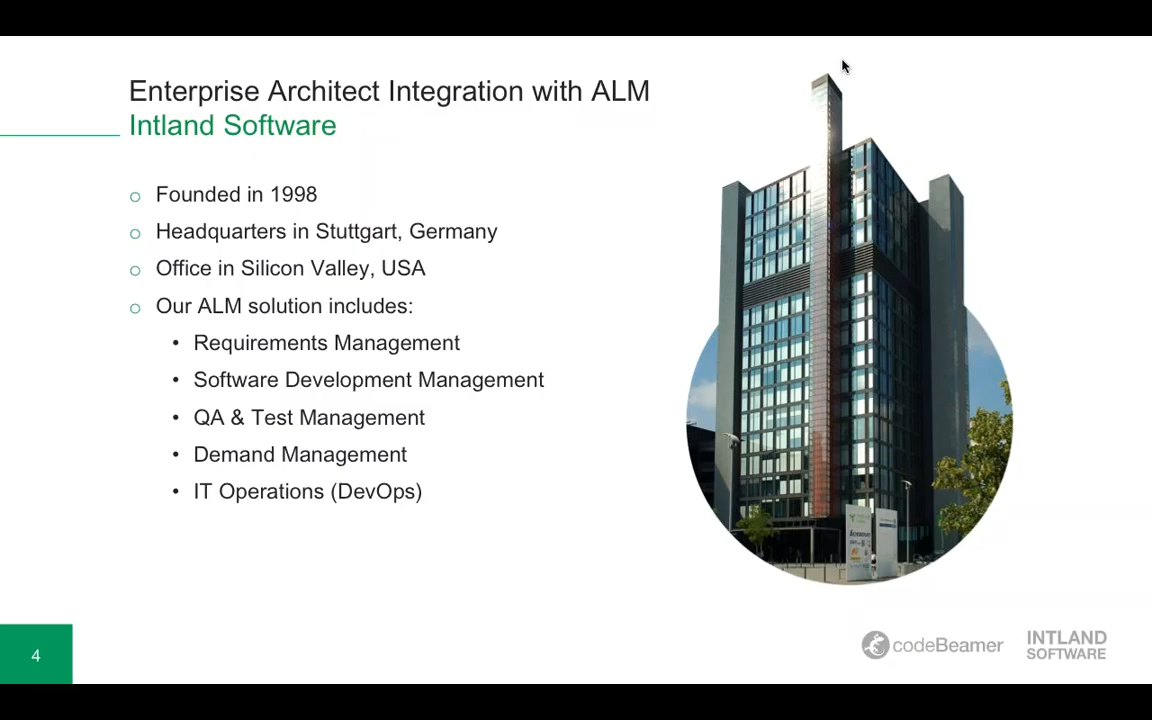 Enterprise Architect Integration with ALM
Intland Software
Founded in 1998
Headquarters in Stuttgart, Germany
Office in Silicon Valley, USA
Our ALM solution includes:
• Requirements Management
• Software Development Management
• QA & Test Management
• Demand Management
• IT Operations (DevOps)
4
codeBeamer
INTLAND
SOFTWARE